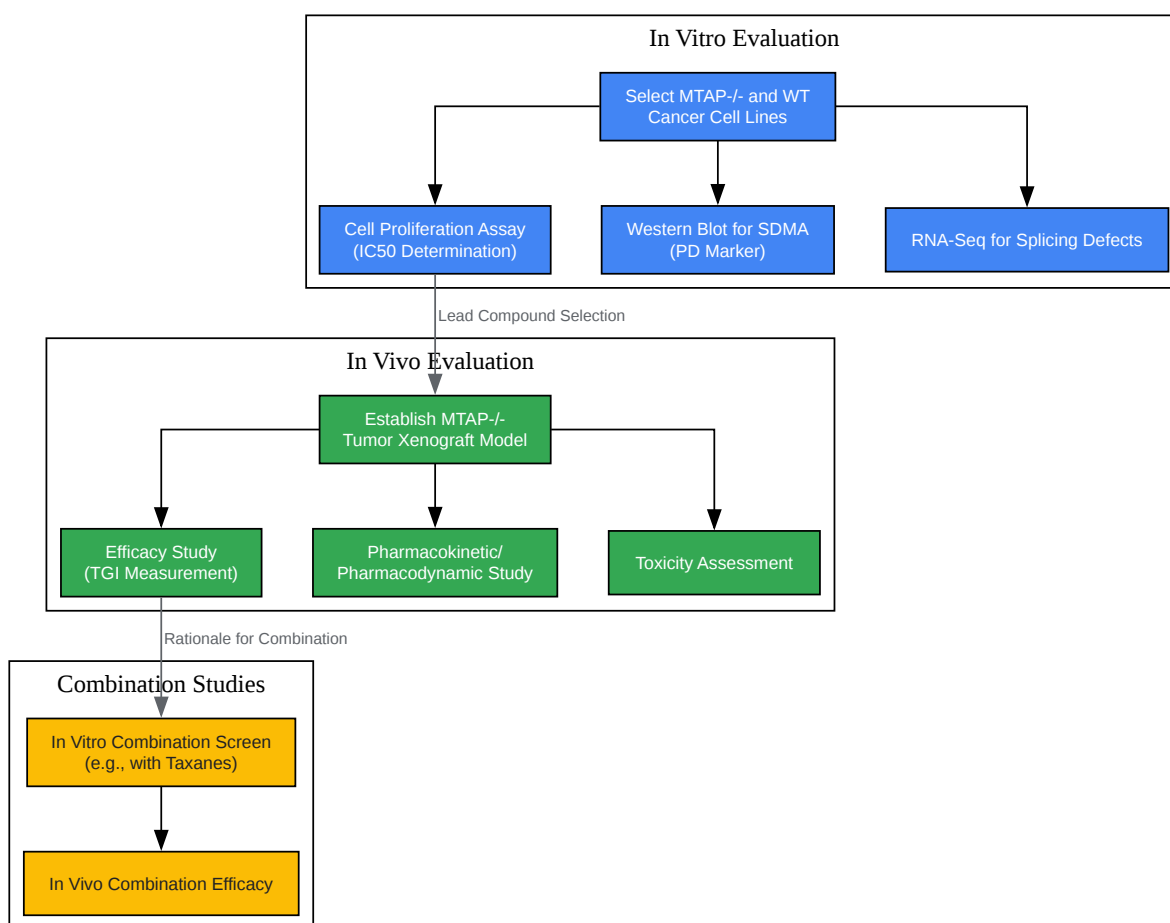 In Vitro Evaluation
Select MTAP-/- and WT
Cancer Cell Lines
Cell Proliferation Assay
(IC50 Determination)
Western Blot for SDMA
(PD Marker)
RNA-Seq for Splicing Defects
Lead Compound Selection
In Vivo Evaluation
Establish MTAP-/-
Tumor Xenograft Model
Efficacy Study
(TGI Measurement)
Pharmacokinetic/
Pharmacodynamic Study
Toxicity Assessment
Rationale for Combination
Combination Studies
In Vitro Combination Screen
(e.g., with Taxanes)
In Vivo Combination Efficacy